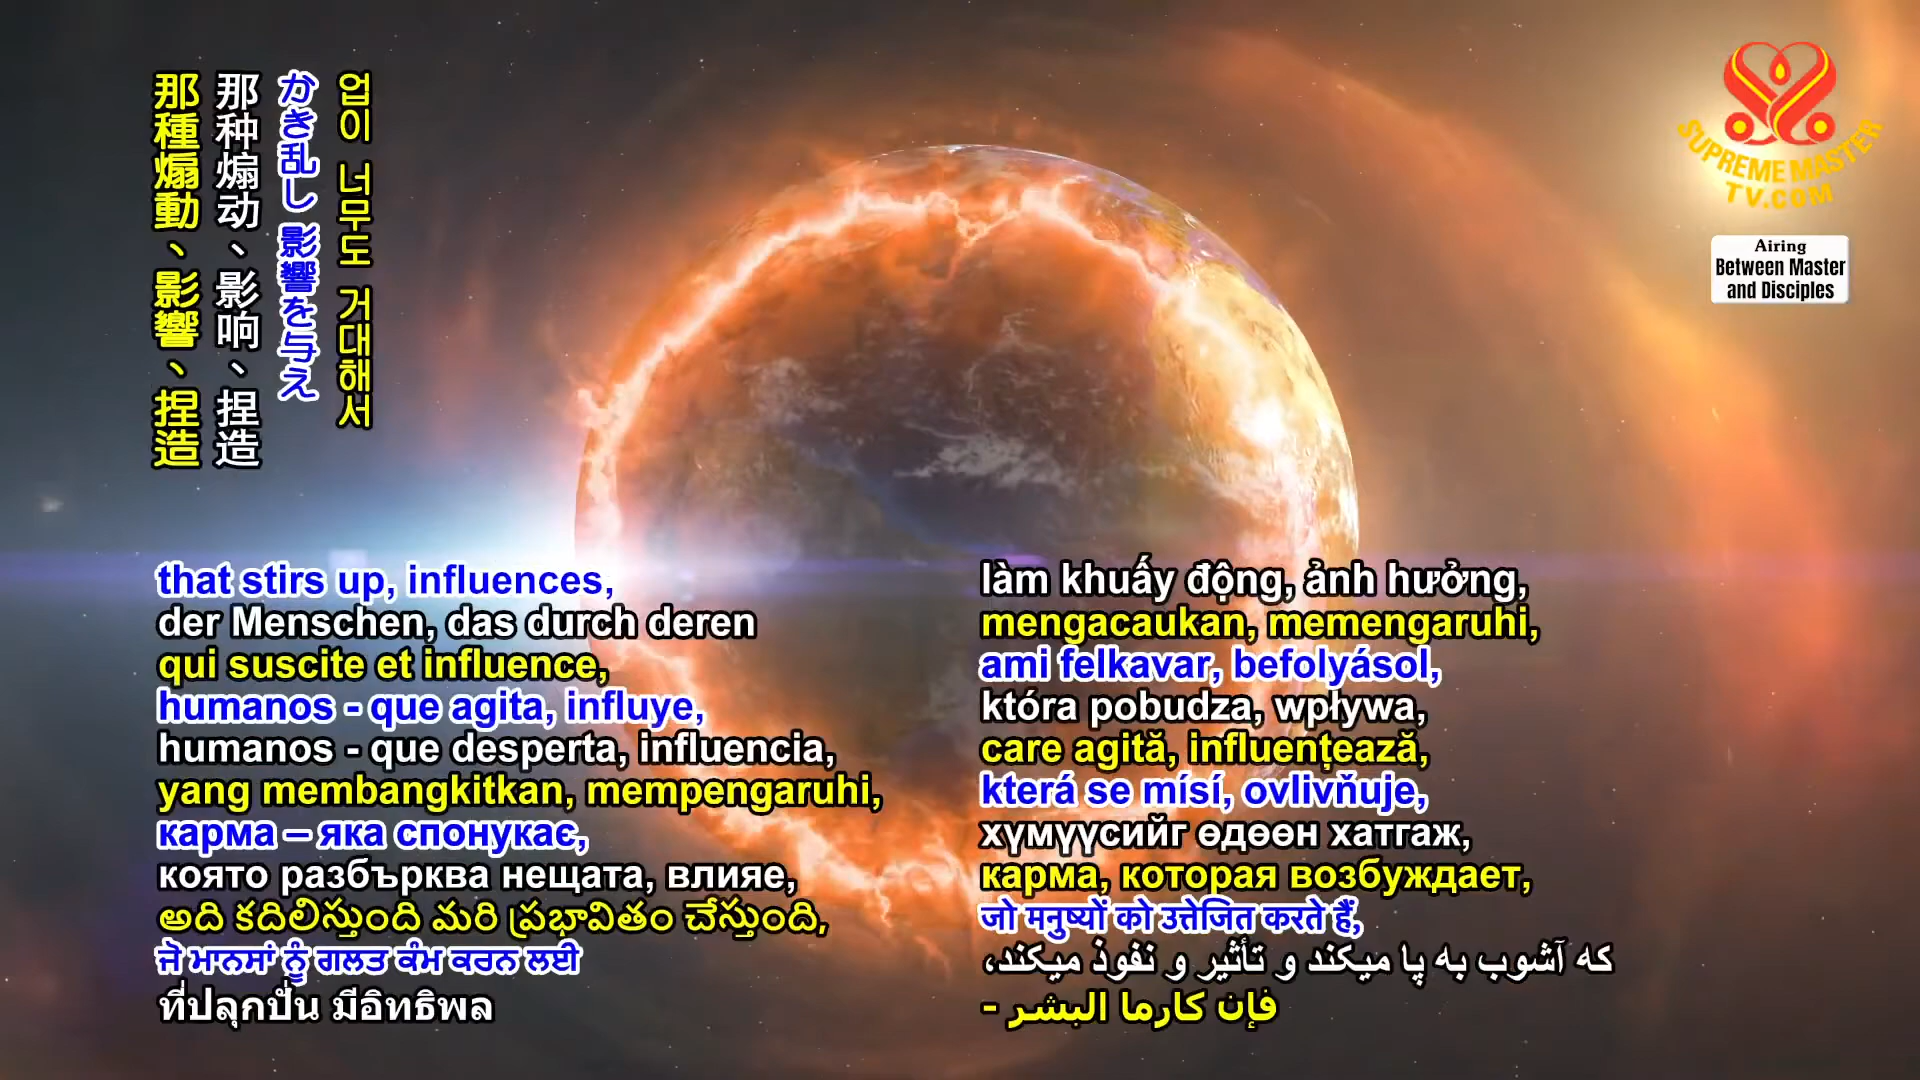 那種煽動、影響、捏造
那种煽动、影响、捏造
かき乱し 影響を与え
업이 너무도 거대해서
SUPREME MASTER
TV.COM
Airing
Between Master
and Disciples
that stirs up, influences,
der Menschen, das durch deren
qui suscite et influence,
humanos - que agita, influye,
humanos - que desperta, influencia,
yang membangkitkan, mempengaruhi,
карма – яка спонукає,
която разбърква нещата, влияе,
అది కదిలిస్తుంది మరి ప్రభావితం చేస్తుంది,
ਜੋ ਮਾਨਸਾਂ ਨੂੰ ਗਲਤ ਕੰਮ ਕਰਨ ਲਈ
ที่ปลุกปั่น มีอิทธิพล
làm khuấy động, ảnh hưởng,
mengacaukan, memengaruhi,
ami felkavar, befolyásol,
która pobudza, wpływa,
care agită, influențează,
která se mísí, ovlivňuje,
хүмүүсийг өдөөн хатгаж,
карма, которая возбуждает,
जो मनुष्यों को उत्तेजित करते हैं,
که آشوب به پا میکند و تأثیر و نفوذ میکند،
فإن كارما البشر -